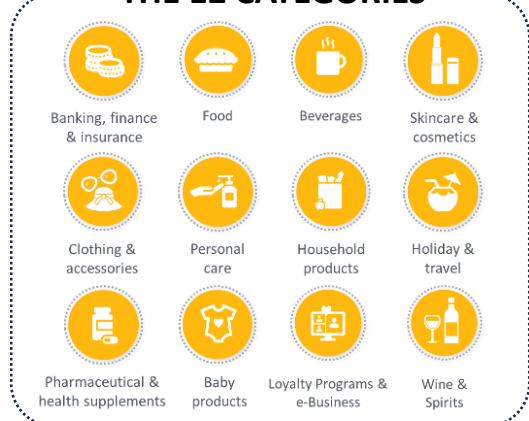 THE 12 CATEGORIES
Banking, finance
& insurance
Food
Beverages
Skincare &
cosmetics
Clothing &
accessories
Personal
care
Household
products
Holiday &
travel
Pharmaceutical &
health supplements
Baby
products
Loyalty Programs &
e-Business
Wine &
Spirits